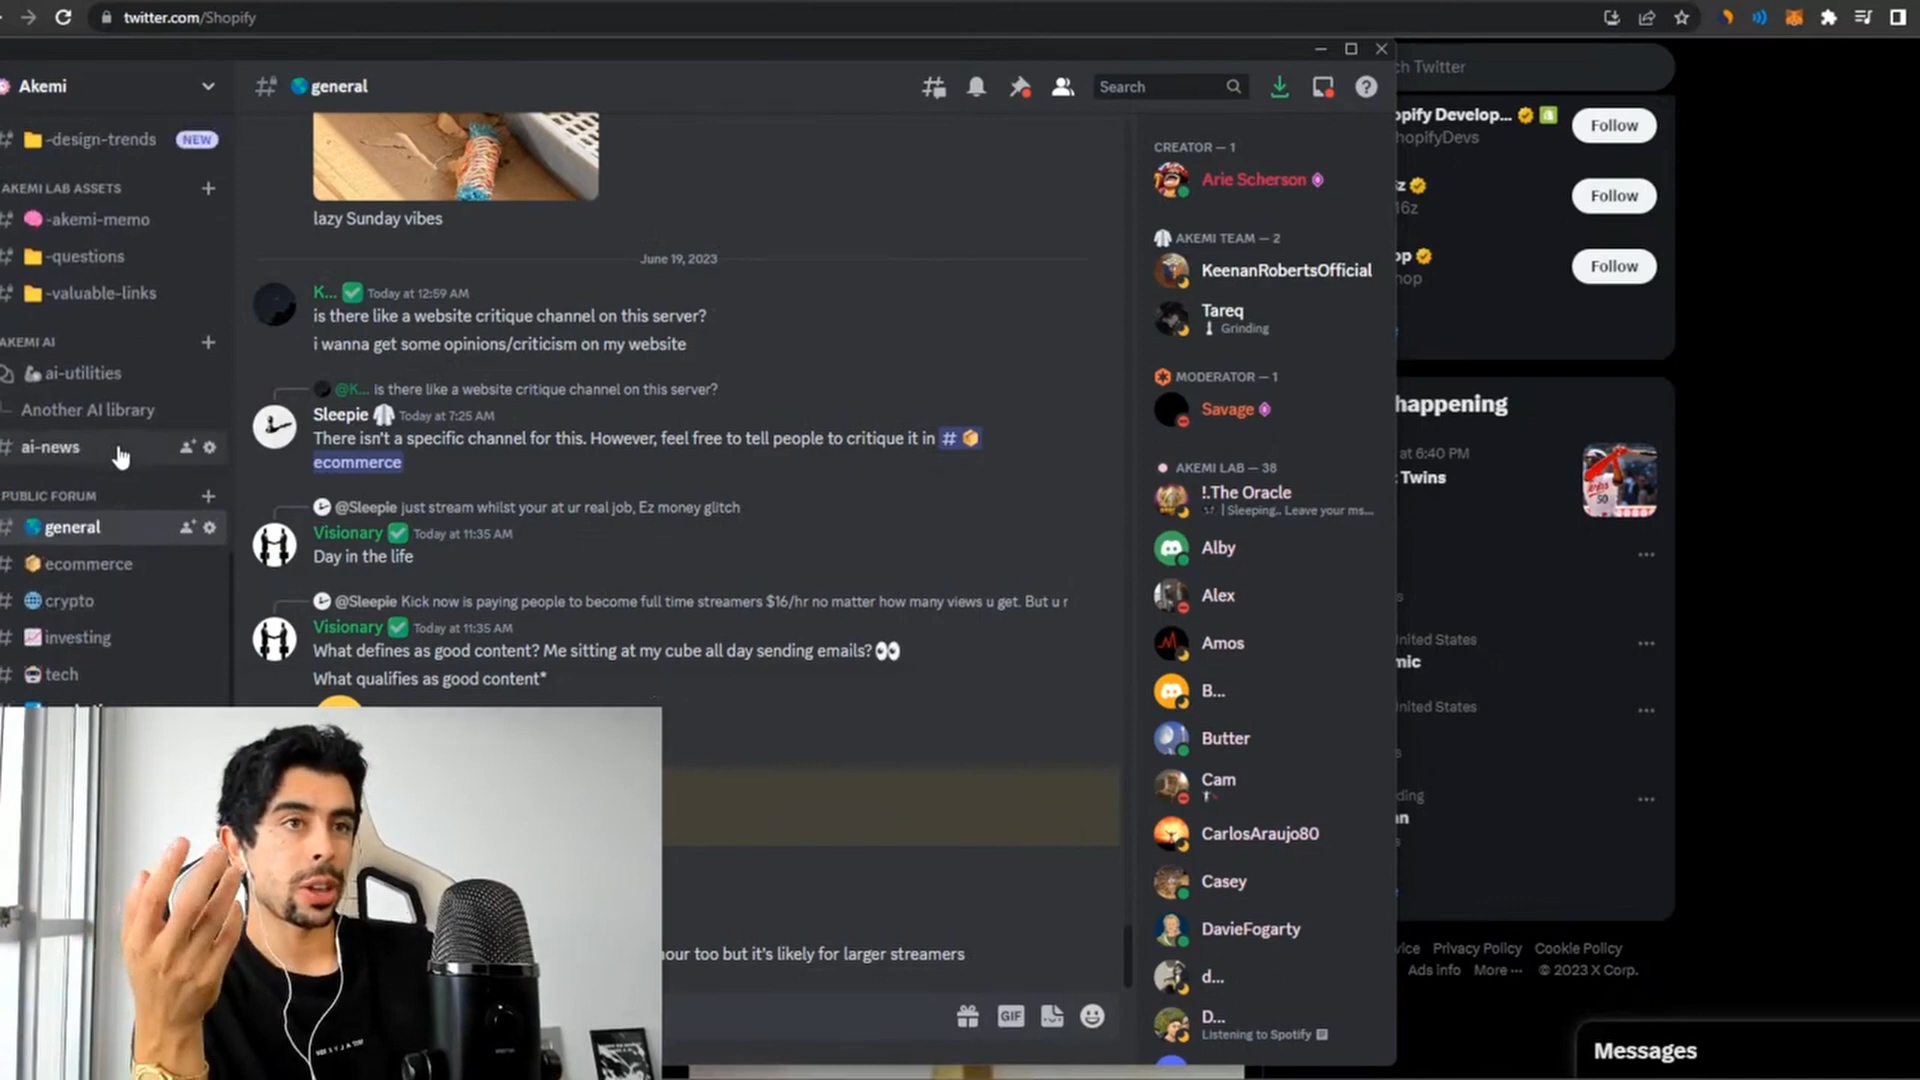 twitter.com/Shopify
Akemi
general
Search
-design-trends
NEW
AKEMI LAB ASSETS
-akemi-memo
-questions
-valuable-links
AKEMI AI
ai-utilities
Another AI library
ai-news
PUBLIC FORUM
general
ecommerce
crypto
investing
tech
lazy Sunday vibes
June 19, 2023
K... Today at 12:59 AM
is there like a website critique channel on this server?
i wanna get some opinions/criticism on my website
@K... is there like a website critique channel on this server?
Sleepie Today at 7:25 AM
There isn't a specific channel for this. However, feel free to tell people to critique it in #
ecommerce
@Sleepie just stream whilst your at ur real job, Ez money glitch
Visionary Today at 11:35 AM
Day in the life
@Sleepie Kick now is paying people to become full time streamers $16/hr no matter how many views u get. But u r
Visionary Today at 11:35 AM
What defines as good content? Me sitting at my cube all day sending emails?
What qualifies as good content*
our too but it's likely for larger streamers
GIF
CREATOR — 1
Arie Scherson
AKEMI TEAM — 2
KeenanRobertsOfficial
Tareq
Grinding
MODERATOR — 1
Savage
AKEMI LAB — 38
!.The Oracle
| Sleeping.. Leave your ms...
Alby
Alex
Amos
B...
Butter
Cam
CarlosAraujo80
Casey
DavieFogarty
d...
D...
Listening to Spotify
ch Twitter
opify Develop...
hopifyDevs
Follow
z
16z
Follow
op
hop
Follow
happening
at 6:40 PM
Twins
50
nited States
mic
nited States
ding
an
ice Privacy Policy Cookie Policy
Ads info More ··· © 2023 X Corp.
Messages